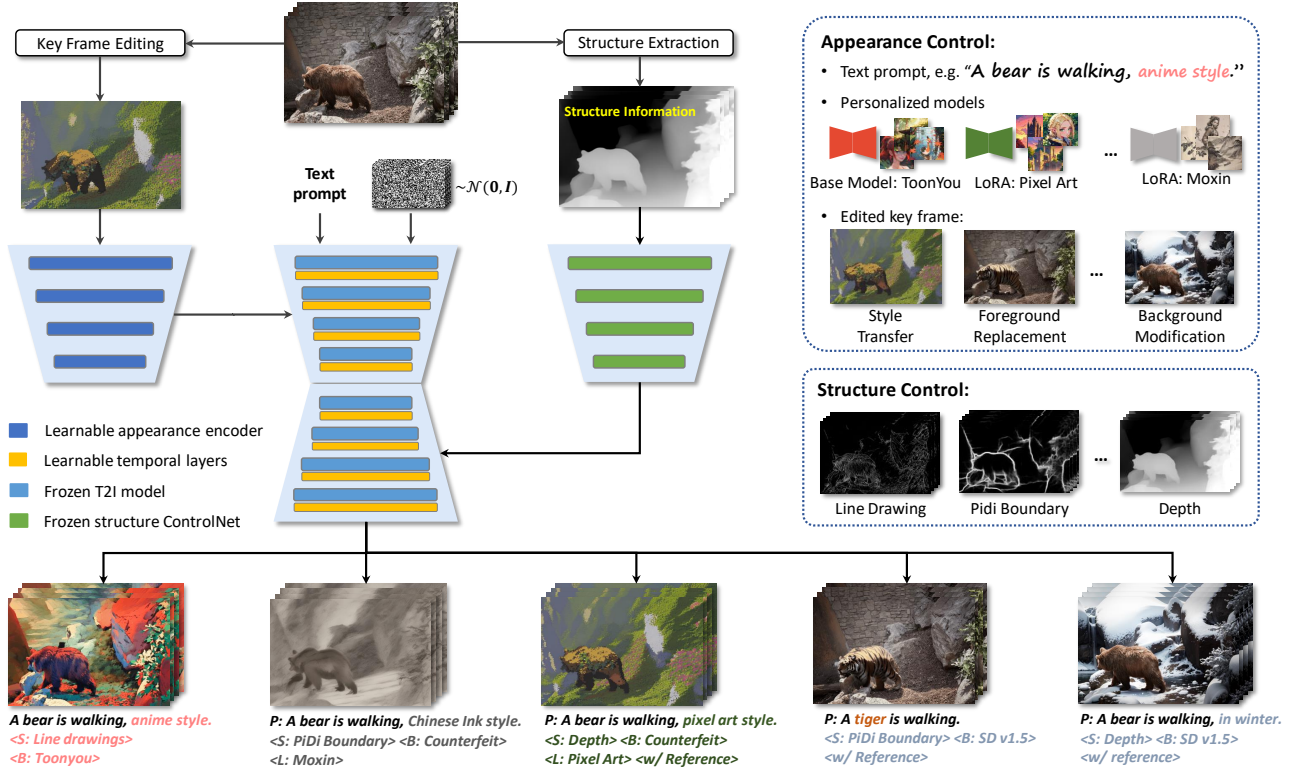 Key Frame Editing
Structure Extraction
Structure Information
Text
prompt
~𝒩(0, I)
Learnable appearance encoder
Learnable temporal layers
Frozen T2I model
Frozen structure ControlNet
Appearance Control:
• Text prompt, e.g. “A bear is walking, anime style.”
• Personalized models
...
Base Model: ToonYou
LoRA: Pixel Art
LoRA: Moxin
• Edited key frame:
...
Style
Transfer
Foreground
Replacement
Background
Modification
Structure Control:
...
Line Drawing
Pidi Boundary
Depth
A bear is walking, anime style.
<S: Line drawings>
<B: Toonyou>
P: A bear is walking, Chinese Ink style.
<S: PiDi Boundary> <B: Counterfeit>
<L: Moxin>
P: A bear is walking, pixel art style.
<S: Depth> <B: Counterfeit>
<L: Pixel Art> <w/ Reference>
P: A tiger is walking.
<S: PiDi Boundary> <B: SD v1.5>
<w/ Reference>
P: A bear is walking, in winter.
<S: Depth> <B: SD v1.5>
<w/ reference>